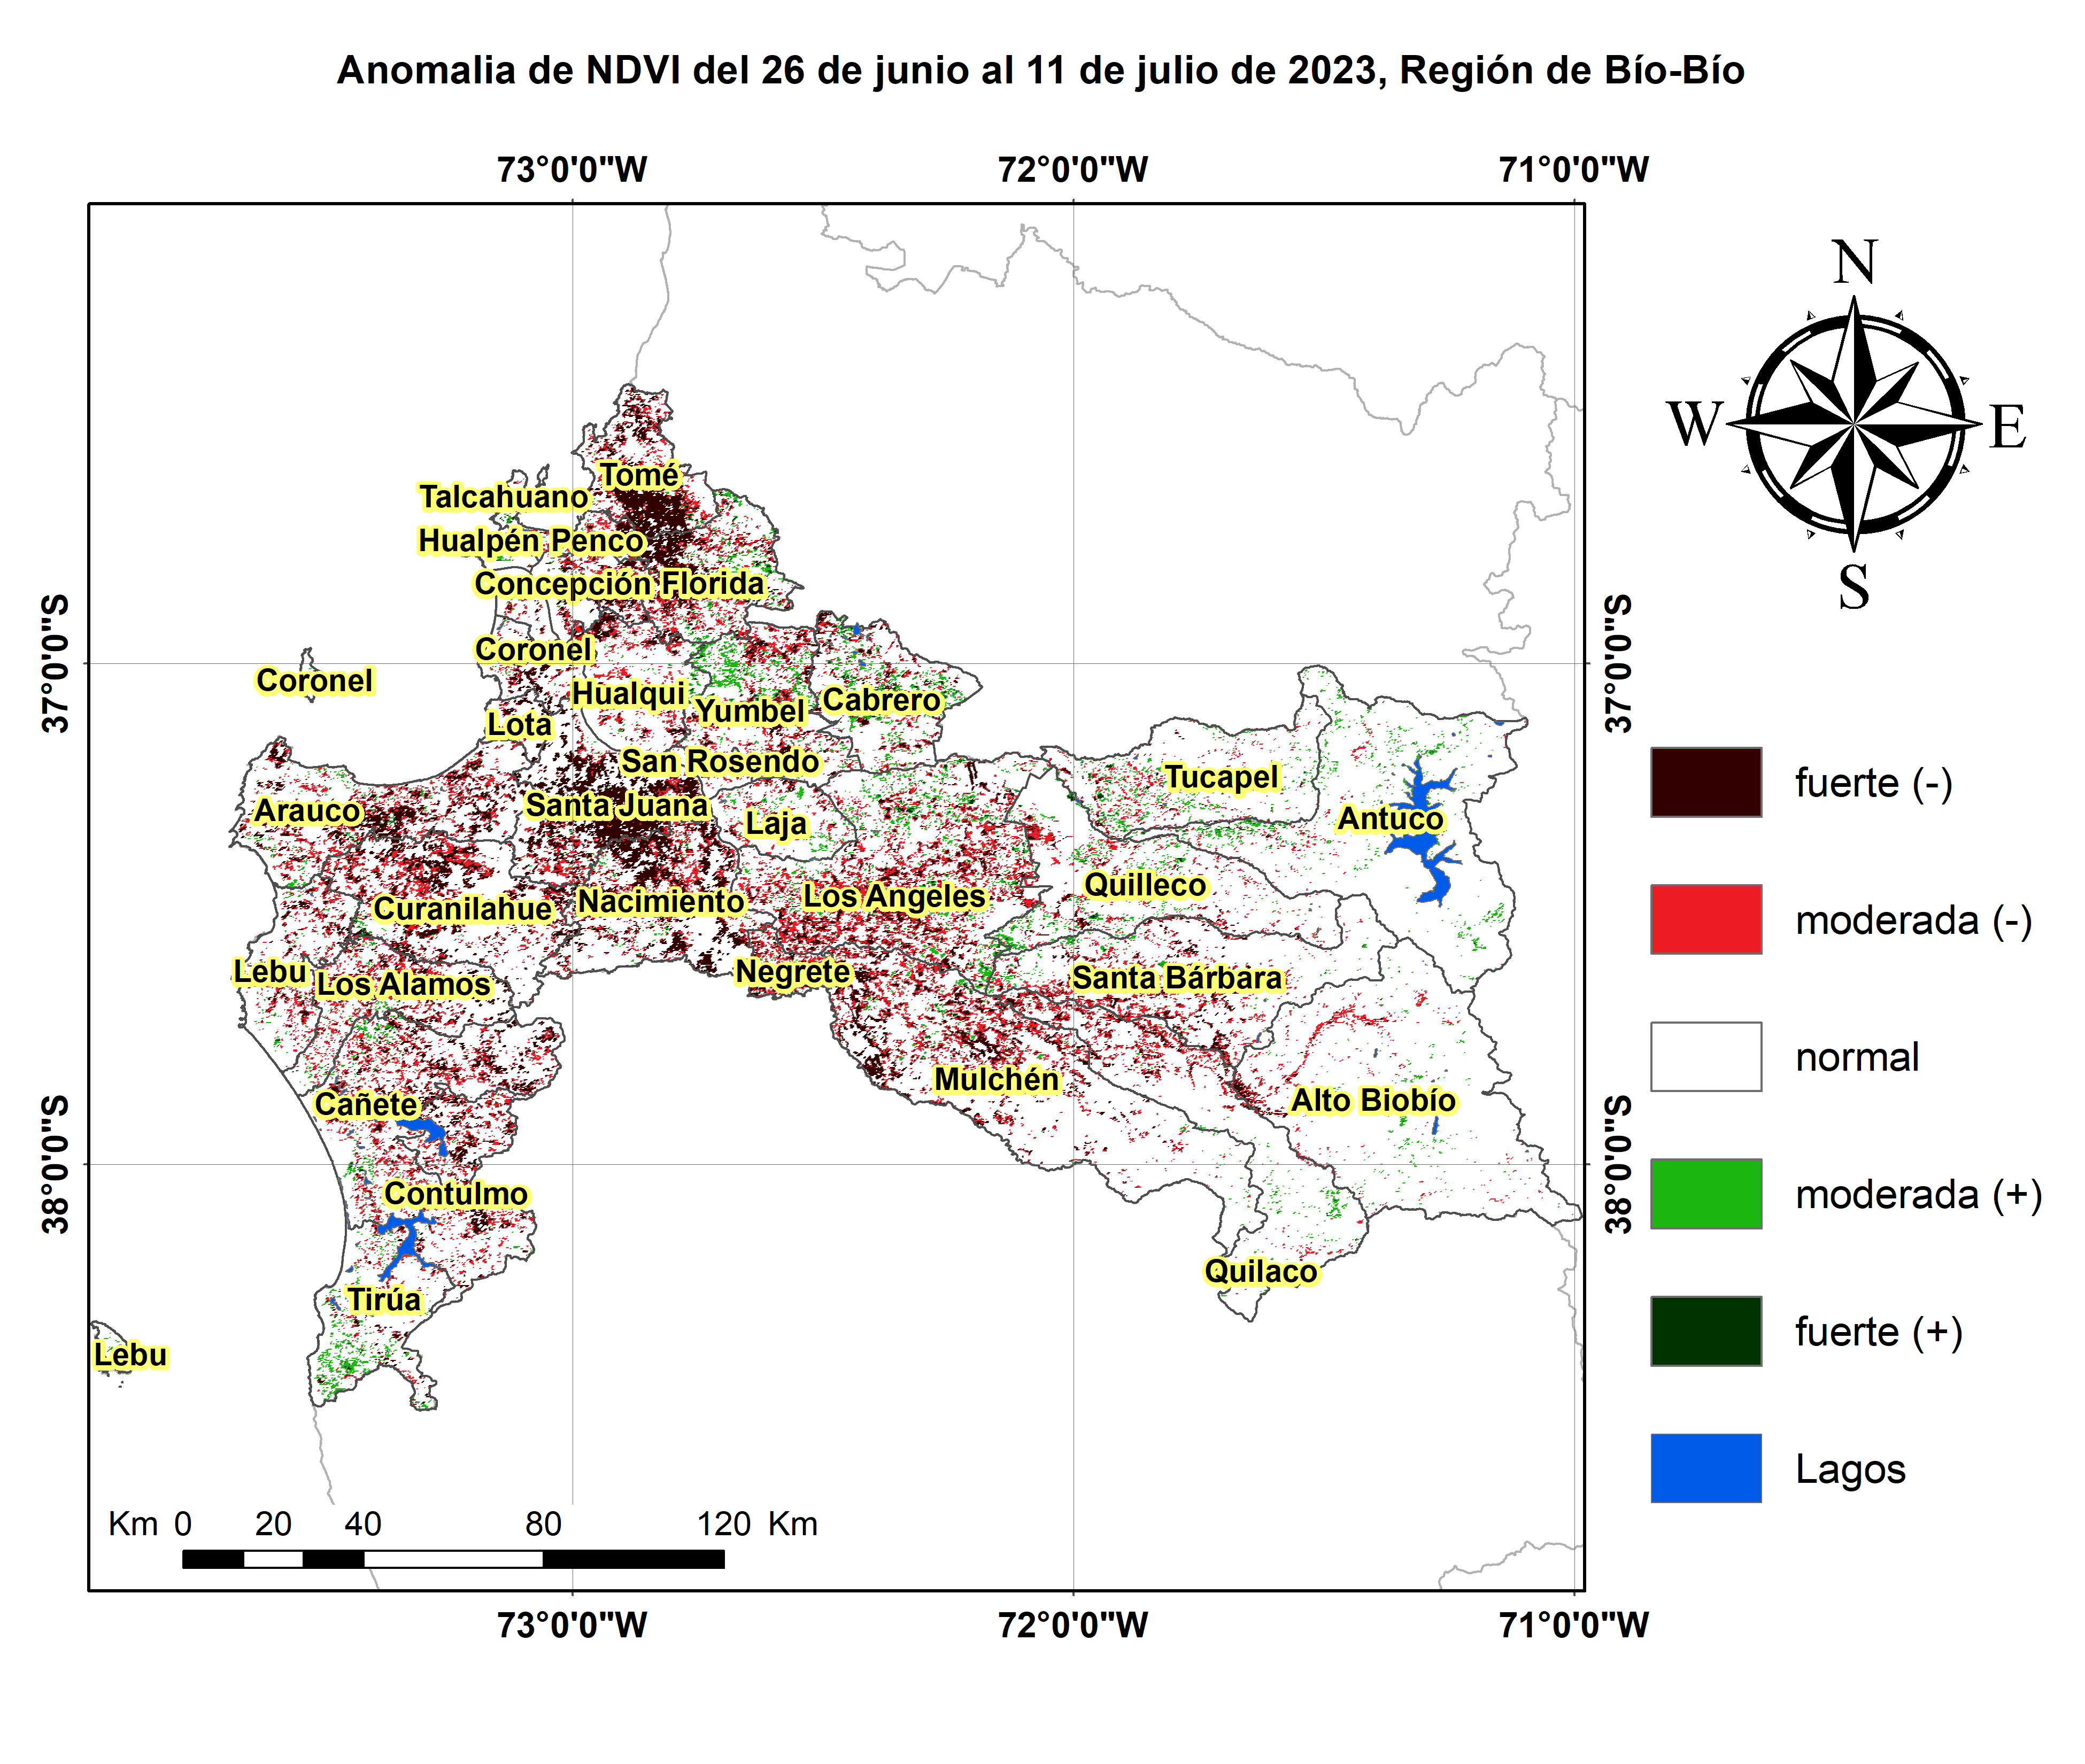 Anomalia de NDVI del 26 de junio al 11 de julio de 2023, Región de Bío-Bío
73°0'0"W 72°0'0"W 71°0'0"W
N
W E
S
37°0'0"S 37°0'0"S
38°0'0"S 38°0'0"S
Tomé
Talcahuano
Hualpén Penco
Concepción Florida
Coronel
Coronel
Hualqui
Cabrero
Yumbel
Lota
San Rosendo
Tucapel
Santa Juana
Arauco
Antuco
Laja
Quilleco
Los Angeles
Nacimiento
Curanilahue
Lebu
Negrete
Santa Bárbara
Los Alamos
Mulchén
Alto Biobío
Cañete
Contulmo
Quilaco
Tirúa
Lebu
fuerte (-)
moderada (-)
normal
moderada (+)
fuerte (+)
Lagos
Km 0 20 40 80 120 Km
73°0'0"W 72°0'0"W 71°0'0"W